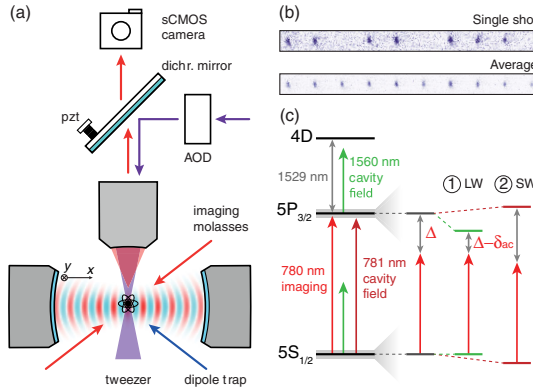 (a)
sCMOS
camera
dichr. mirror
pzt
AOD
imaging
molasses
y
x
tweezer
dipole trap
(b)
Single sho
Average
(c)
4D
1529 nm
1560 nm
cavity
field
5P3/2
1 LW
2 SW
Δ
Δ−δac
780 nm
imaging
781 nm
cavity
field
5S1/2